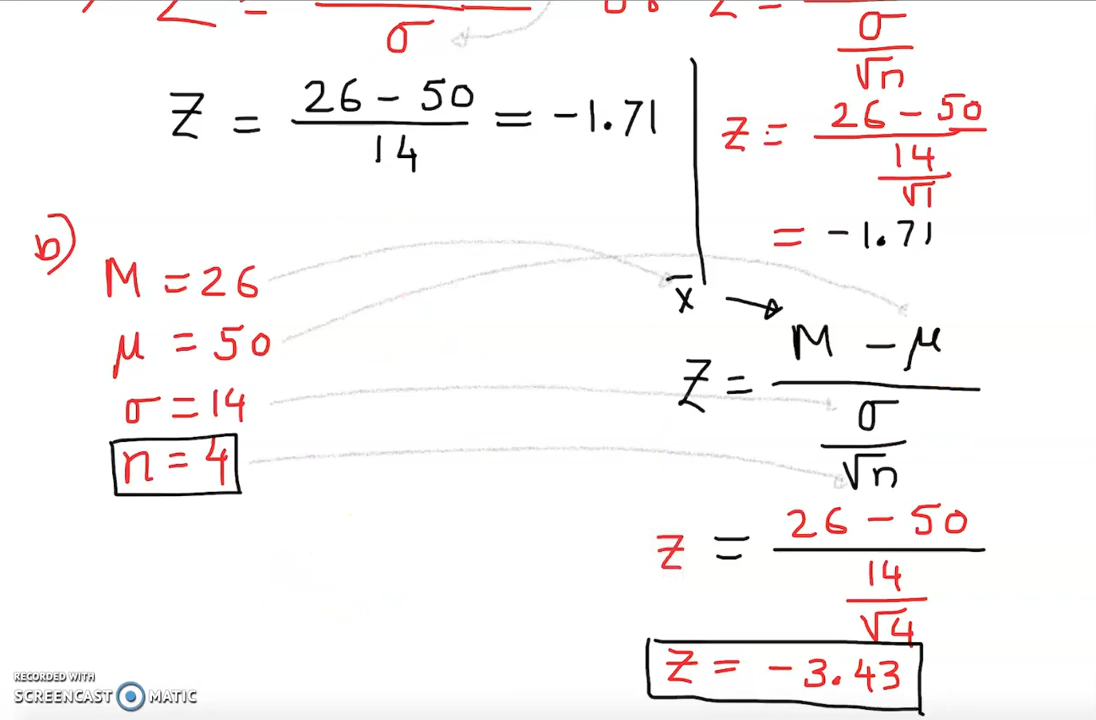 Z = (26 - 50)/14 = -1.71
z = (26 - 50)/(14/√1)
= -1.71
b)
M = 26
μ = 50
σ = 14
n = 4
x̄
Z = (M - μ)/(σ/√n)
z = (26 - 50)/(14/√4)
Z = -3.43
RECORDED WITH
SCREENCAST MATIC